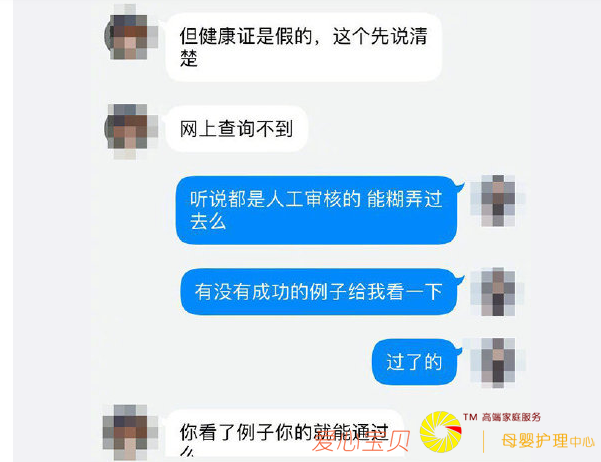 但健康证是假的，这个先说清
楚
网上查询不到
听说都是人工审核的 能糊弄过
去么
有没有成功的例子给我看一下
过了的
你看了例子你的就能通过
么
爱心宝贝
TM 高端家庭服务
母婴护理中心